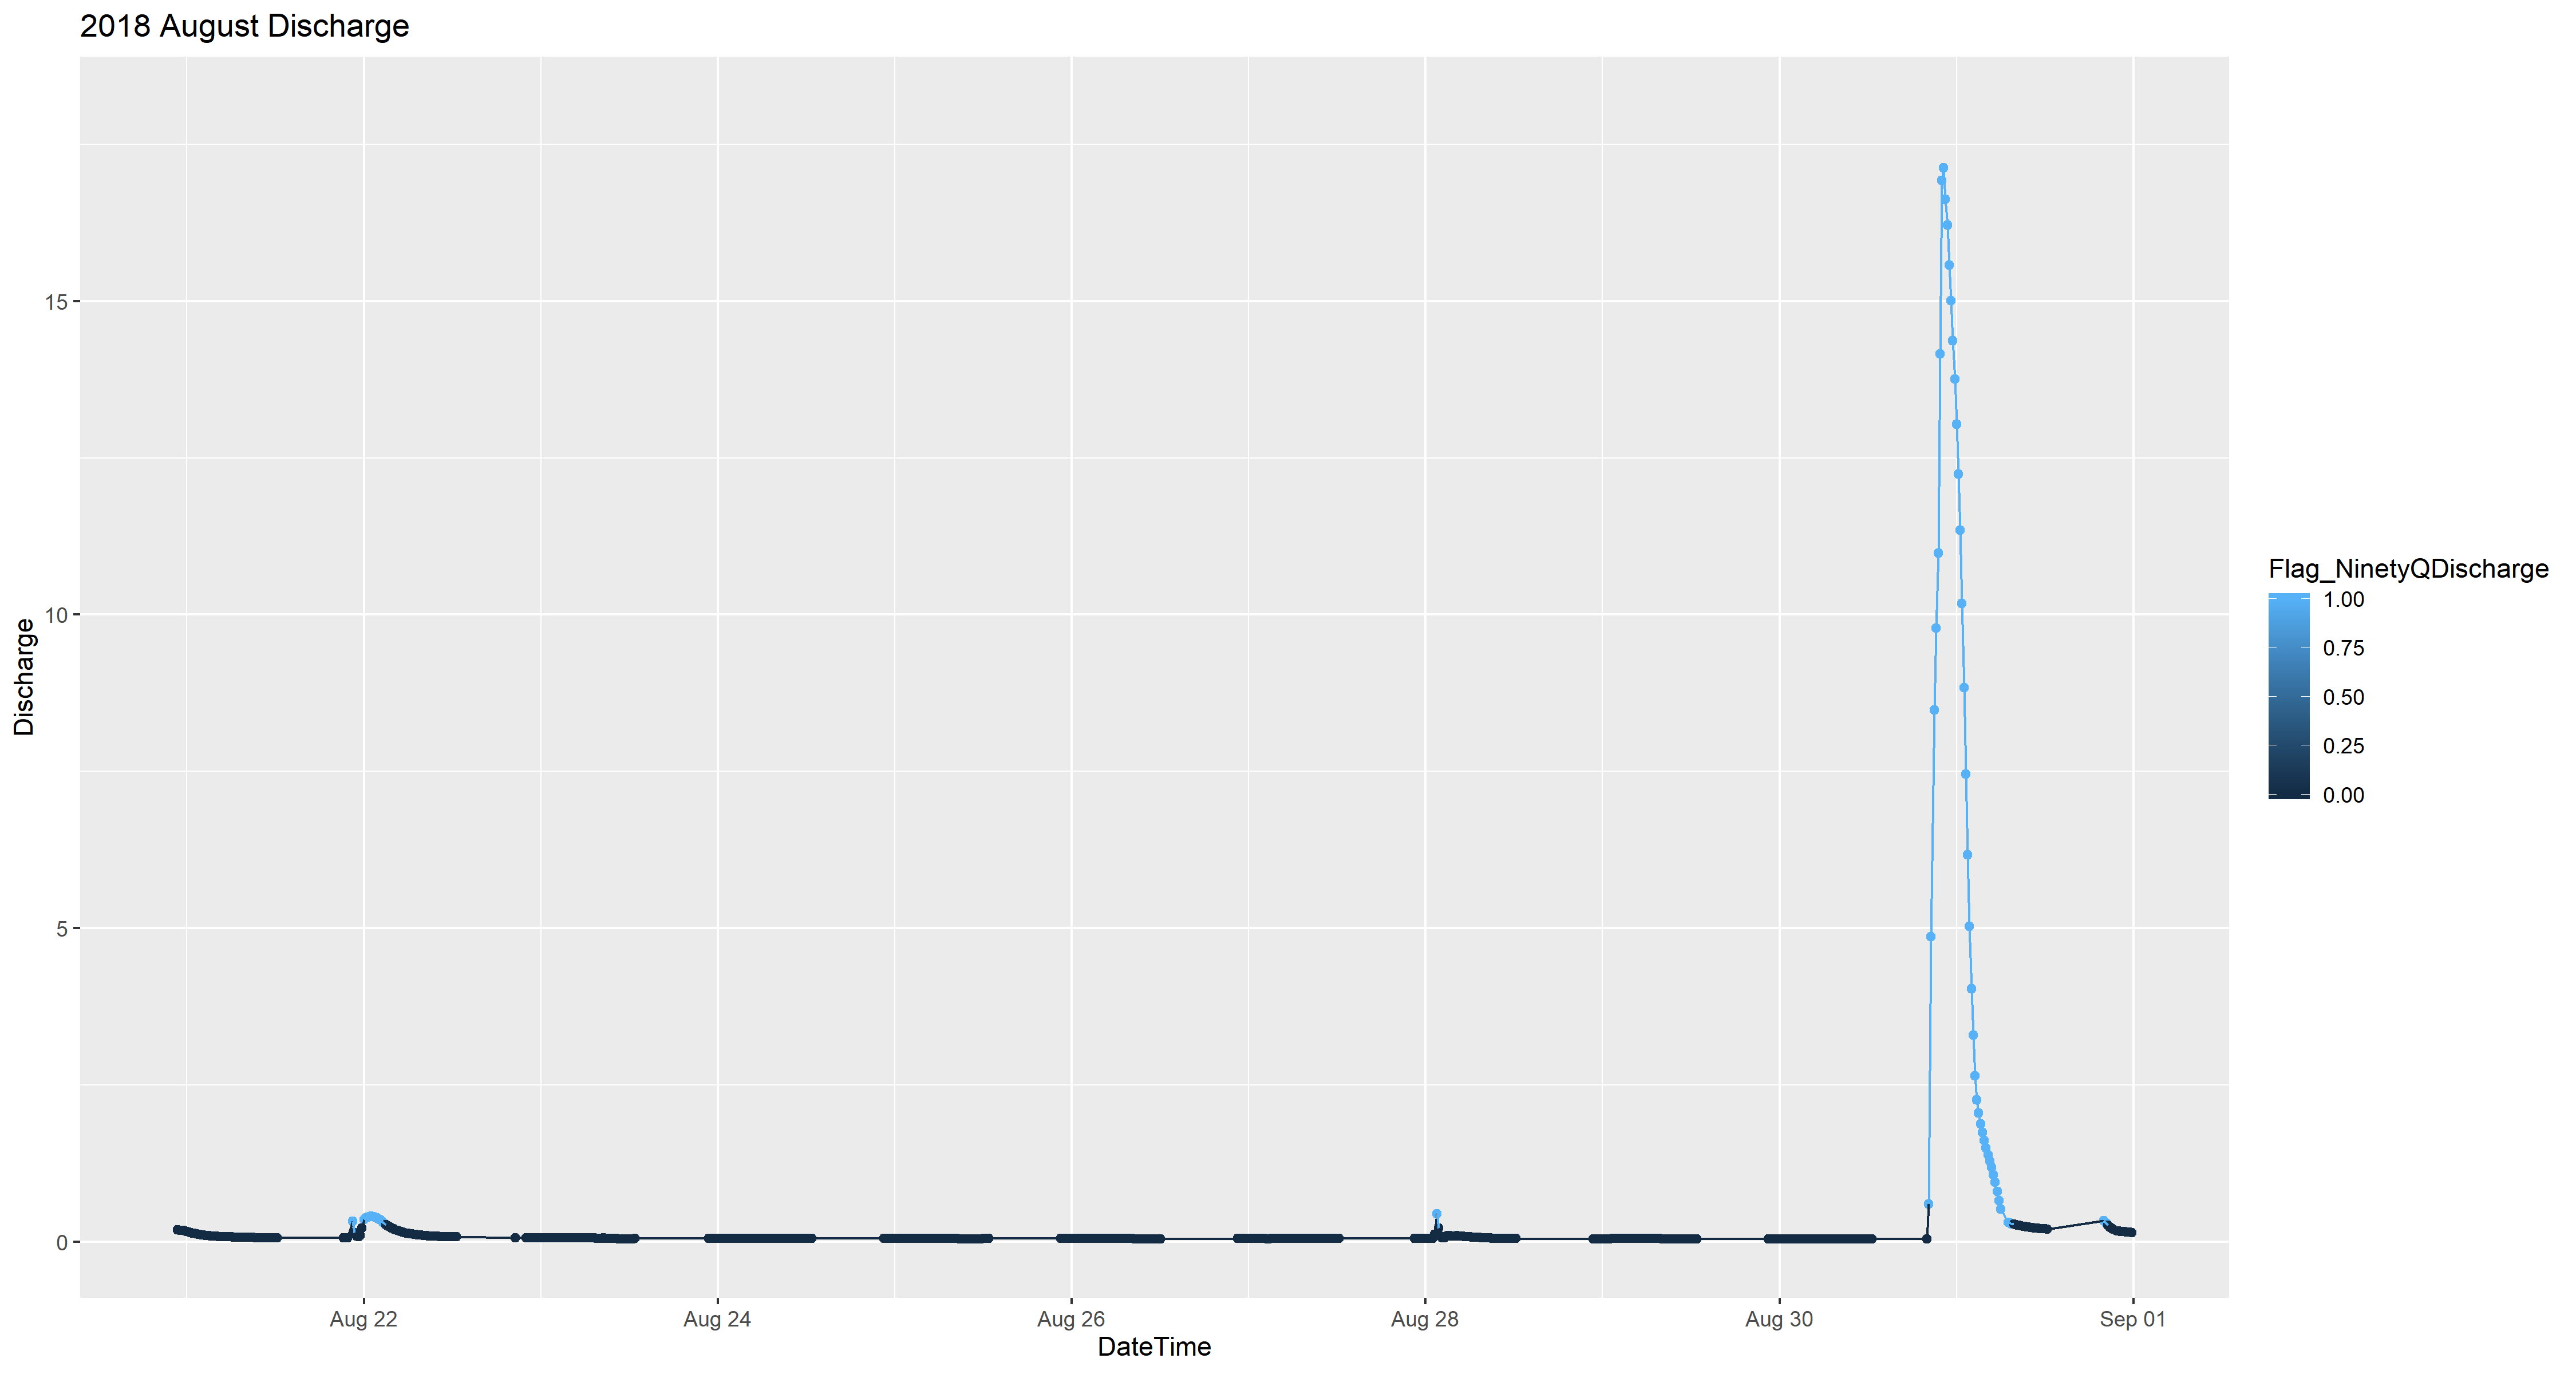 2018 August Discharge
Discharge
15
10
5
0
Aug 22
Aug 24
Aug 26
Aug 28
Aug 30
Sep 01
DateTime
Flag_NinetyQDischarge
1.00
0.75
0.50
0.25
0.00